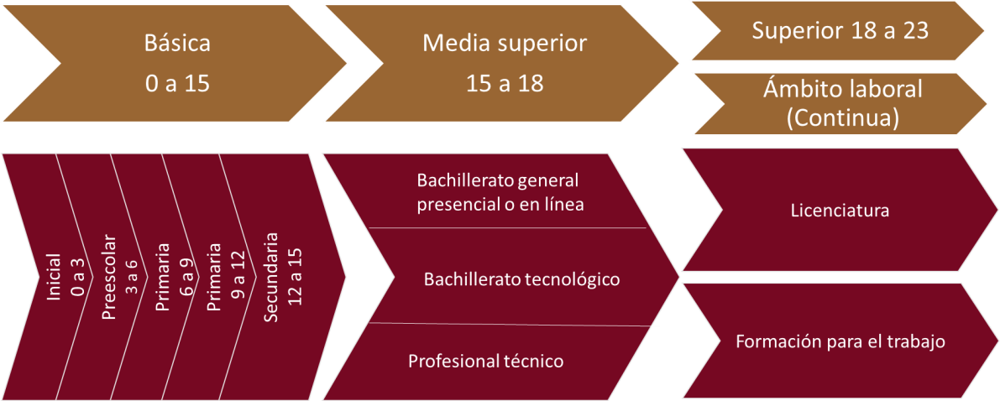 Básica
0 a 15
Media superior
15 a 18
Superior 18 a 23
Ámbito laboral
(Continua)
Inicial
0 a 3
Preescolar
3 a 6
Primaria
6 a 9
Primaria
9 a 12
Secundaria
12 a 15
Bachillerato general
presencial o en línea
Bachillerato tecnológico
Profesional técnico
Licenciatura
Formación para el trabajo